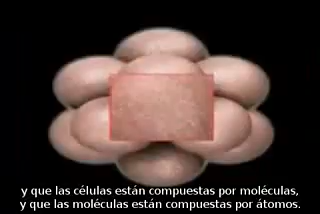 y que las células están compuestas por moléculas,
y que las moléculas están compuestas por átomos.